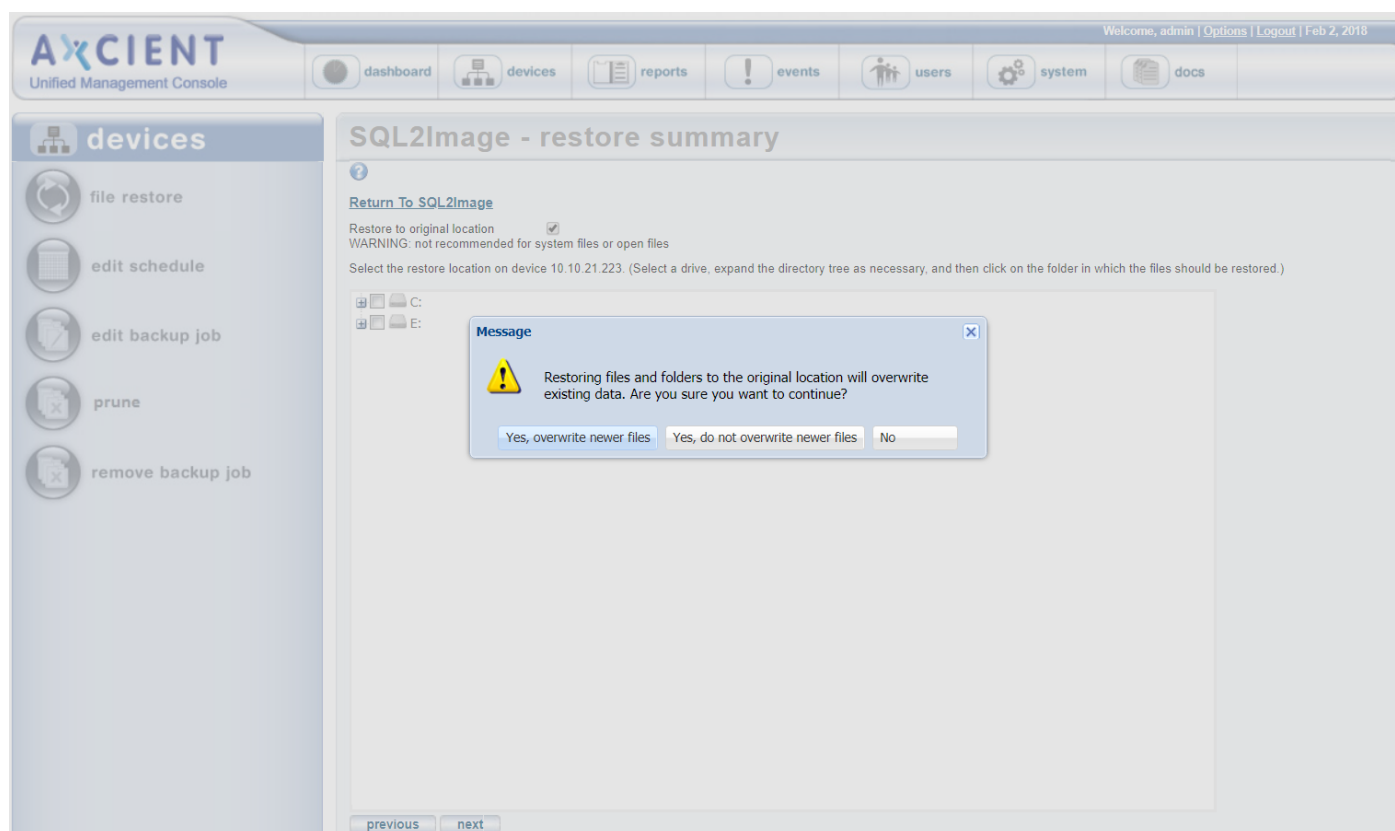 Welcome, admin | Options | Logout | Feb 2, 2018
AXCIENT
Unified Management Console
dashboard
devices
reports
events
users
system
docs
devices
file restore
edit schedule
edit backup job
prune
remove backup job
SQL2Image - restore summary
?
Return To SQL2Image
Restore to original location
WARNING: not recommended for system files or open files
Select the restore location on device 10.10.21.223. (Select a drive, expand the directory tree as necessary, and then click on the folder in which the files should be restored.)
C:
E:
Message
Restoring files and folders to the original location will overwrite
existing data. Are you sure you want to continue?
Yes, overwrite newer files
Yes, do not overwrite newer files
No
previous
next